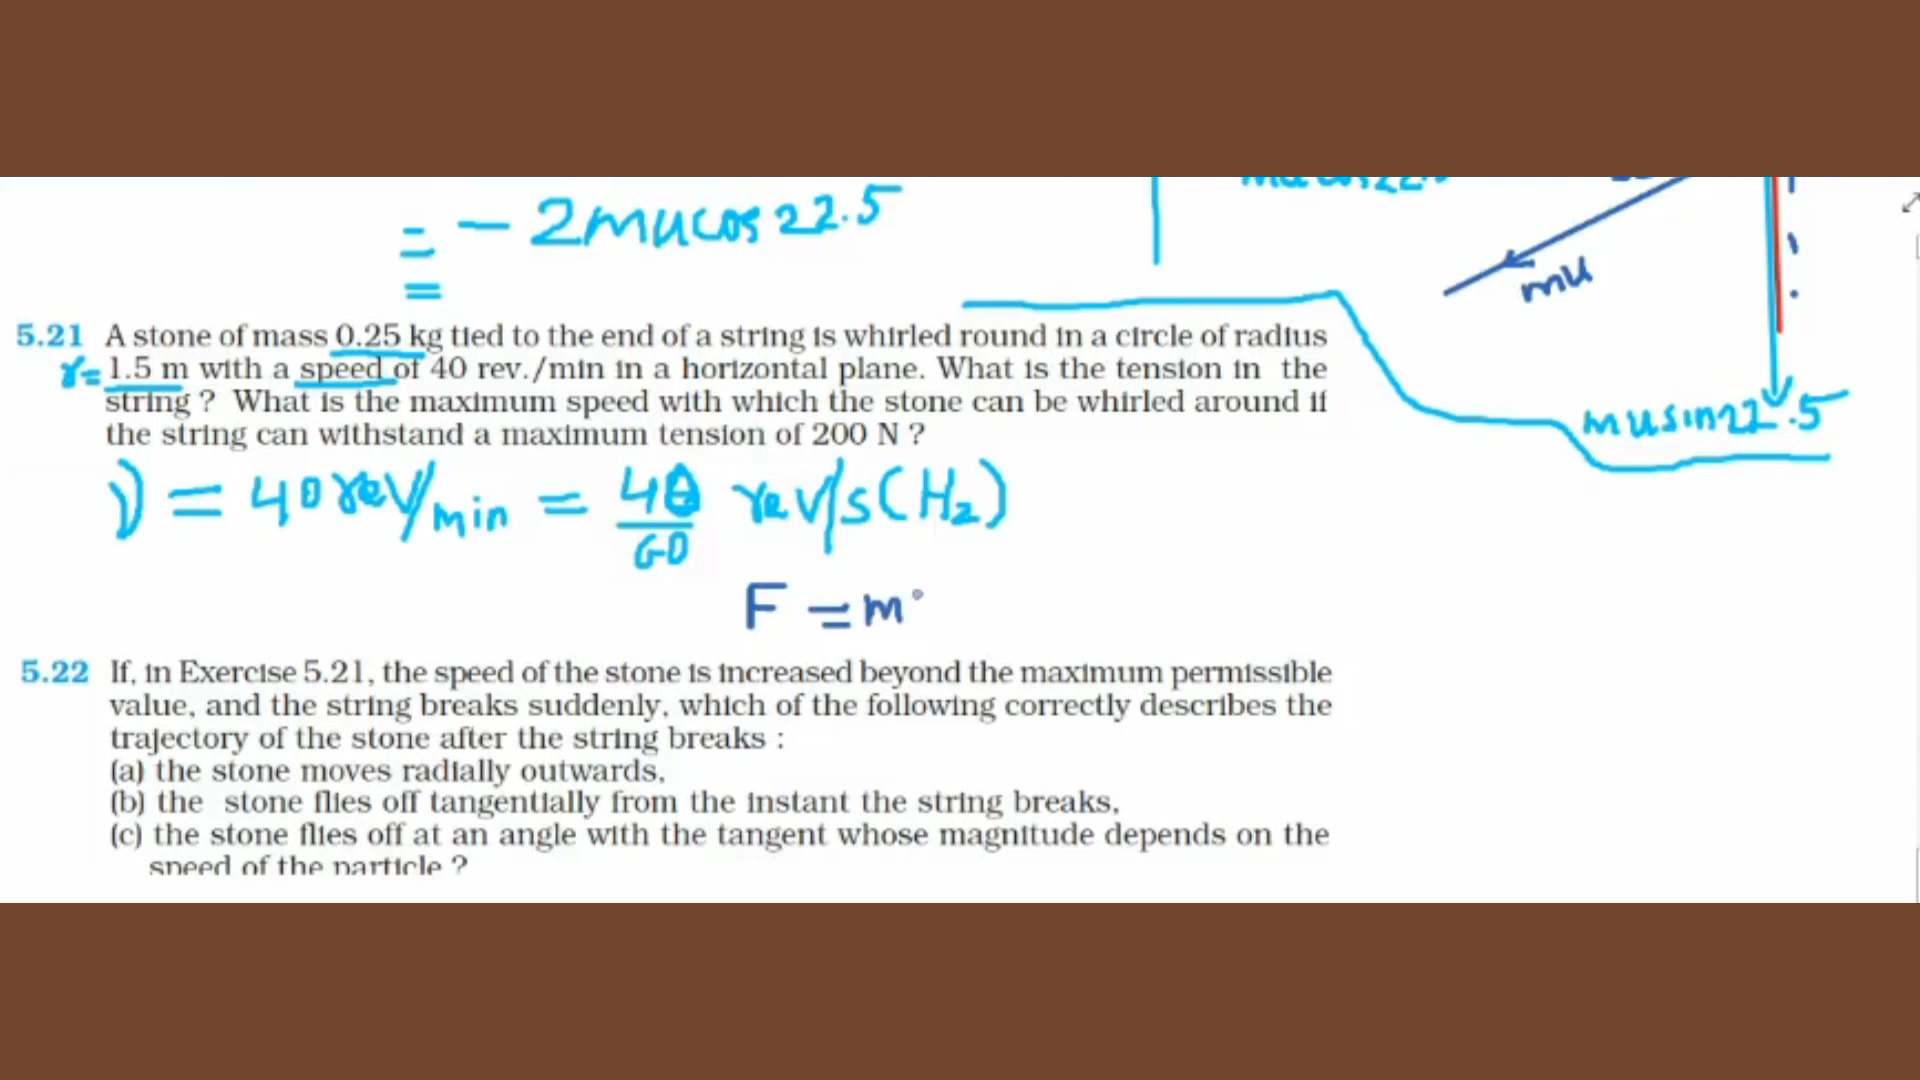 = - 2mucos22.5
=
mu
5.21 A stone of mass 0.25 kg tied to the end of a string is whirled round in a circle of radius
r= 1.5 m with a speed of 40 rev./min in a horizontal plane. What is the tension in the
string ? What is the maximum speed with which the stone can be whirled around if
the string can withstand a maximum tension of 200 N ?
musin22.5
ν = 40rev/min = 40/60 rev/s(Hz)
F = m
5.22 If, in Exercise 5.21, the speed of the stone is increased beyond the maximum permissible
value, and the string breaks suddenly, which of the following correctly describes the
trajectory of the stone after the string breaks :
(a) the stone moves radially outwards,
(b) the stone flies off tangentially from the instant the string breaks,
(c) the stone flies off at an angle with the tangent whose magnitude depends on the
speed of the particle ?